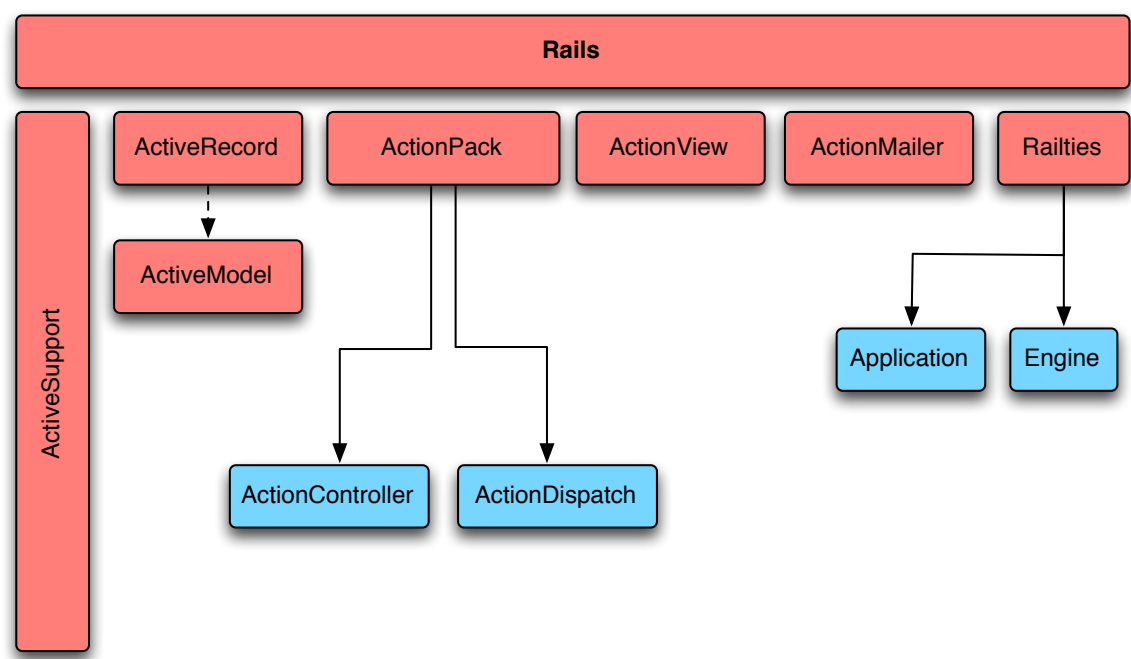 Rails
ActiveRecord
ActionPack
ActionView
ActionMailer
Railties
ActiveModel
ActiveSupport
Application
Engine
ActionController
ActionDispatch